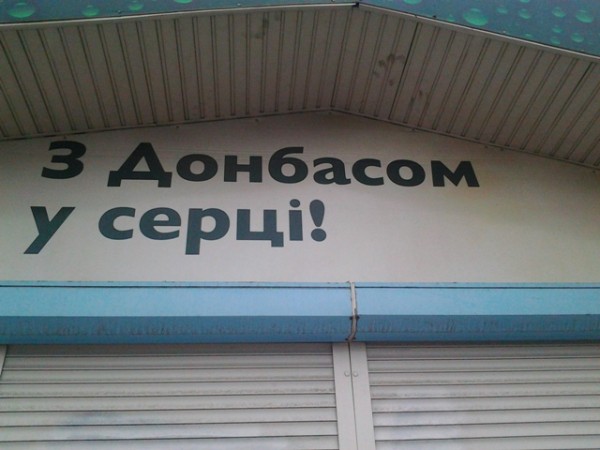 З Донбасом
у серці!